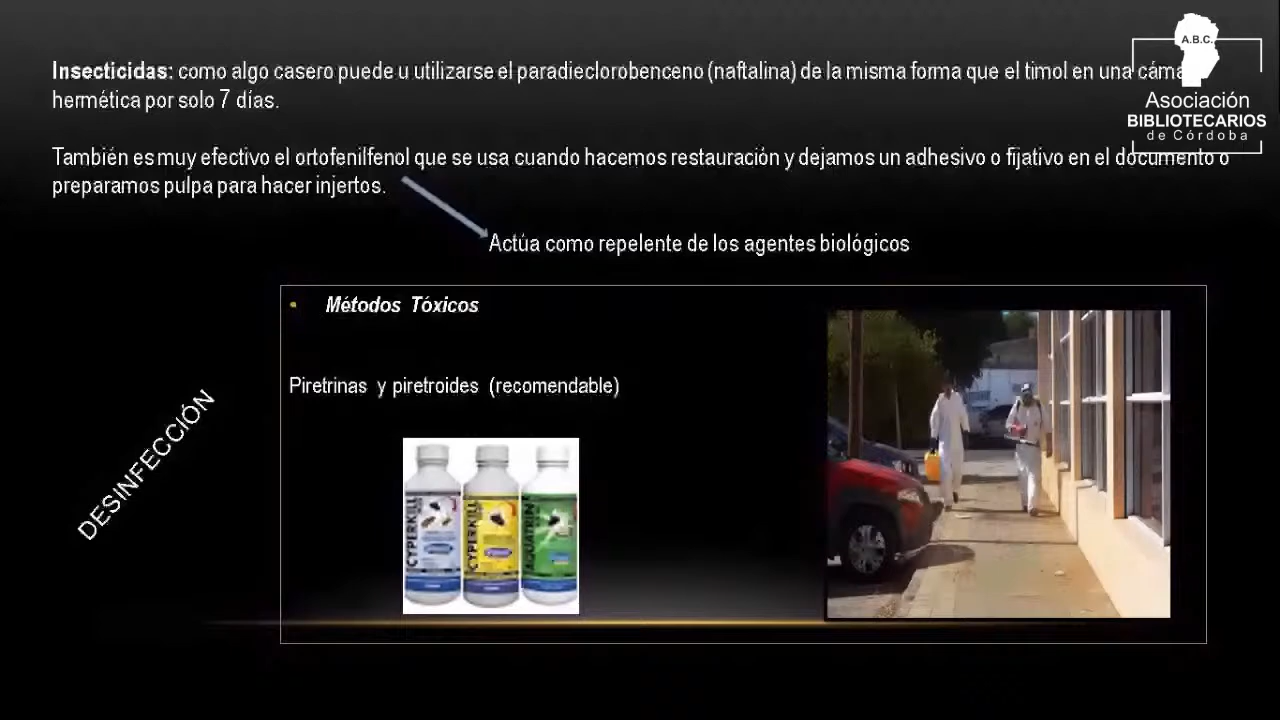 Insecticidas: como algo casero puede u utilizarse el paradieclorobenceno (naftalina) de la misma forma que el timol en una
hermética por solo 7 días.
También es muy efectivo el ortofenilfenol que se usa cuando hacemos restauración y dejamos un adhesivo o fijativo en el documento o
preparamos pulpa para hacer injertos.
Actúa como repelente de los agentes biológicos
A.B.C.
Asociación
BIBLIOTECARIOS
de Córdoba
• Métodos Tóxicos
Piretrinas y piretroides (recomendable)
DESINFECCIÓN
CYPERKILL
CYPERKILL